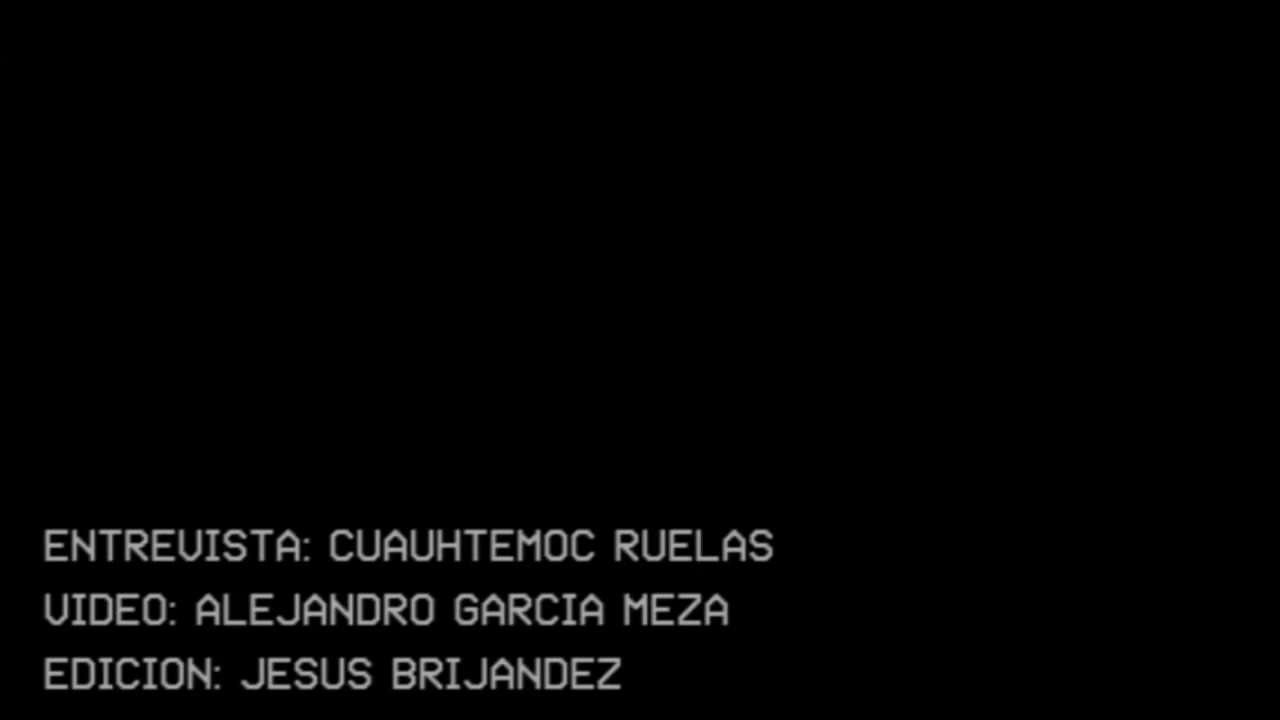 ENTREVISTA: CUAUHTEMOC RUELAS
VIDEO: ALEJANDRO GARCIA MEZA
EDICION: JESUS BRIJANDEZ